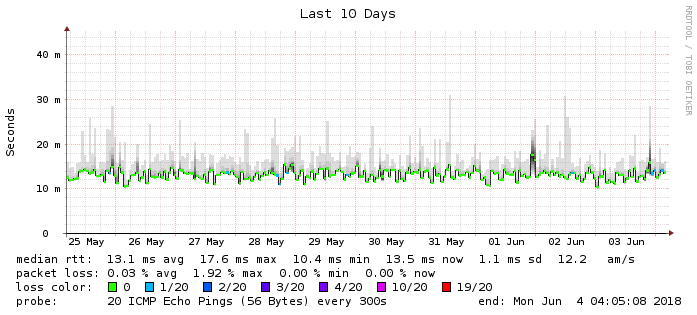 Last 10 Days
RRDTOOL / TOBI OETIKER
Seconds
40 m
30 m
20 m
10 m
0
25 May 26 May 27 May 28 May 29 May 30 May 31 May 01 Jun 02 Jun 03 Jun
median rtt: 13.1 ms avg 17.6 ms max 10.4 ms min 13.5 ms now 1.1 ms sd 12.2 am/s
packet loss: 0.03 % avg 1.92 % max 0.00 % min 0.00 % now
loss color: 0 1/20 2/20 3/20 4/20 10/20 19/20
probe: 20 ICMP Echo Pings (56 Bytes) every 300s end: Mon Jun 4 04:05:08 2018